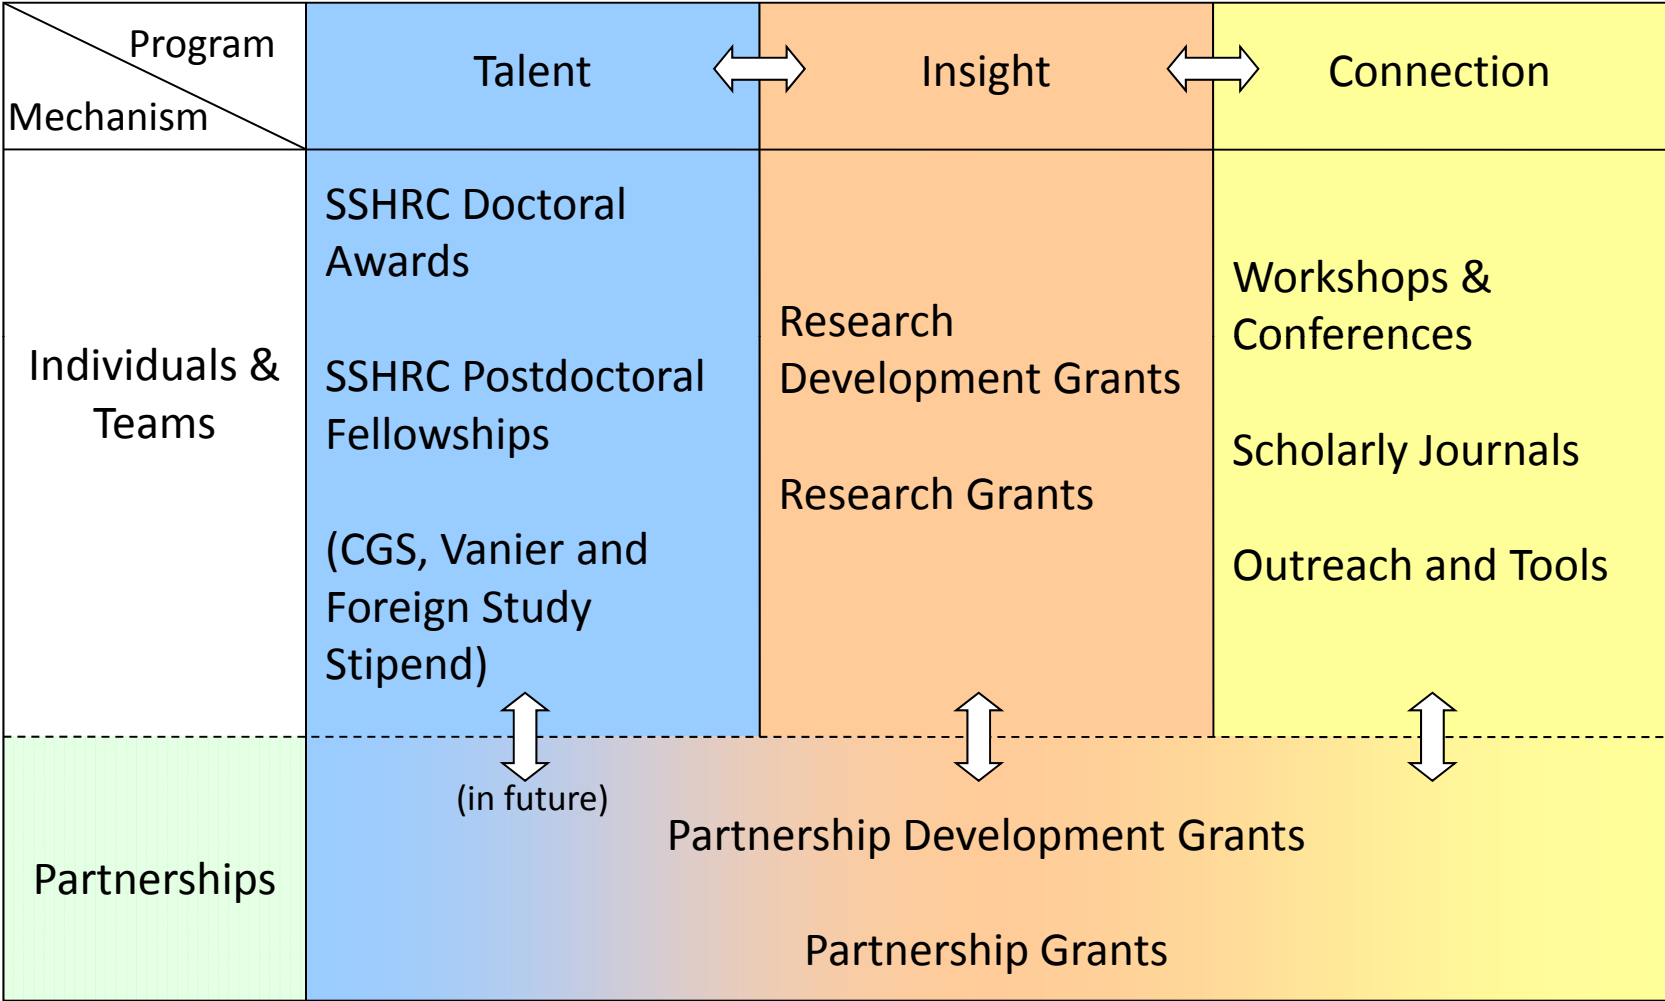 Program
Mechanism
Talent
Insight
Connection
Individuals &
Teams
SSHRC Doctoral
Awards
SSHRC Postdoctoral
Fellowships
(CGS, Vanier and
Foreign Study
Stipend)
Research
Development Grants
Research Grants
Workshops &
Conferences
Scholarly Journals
Outreach and Tools
Partnerships
(in future)
Partnership Development Grants
Partnership Grants